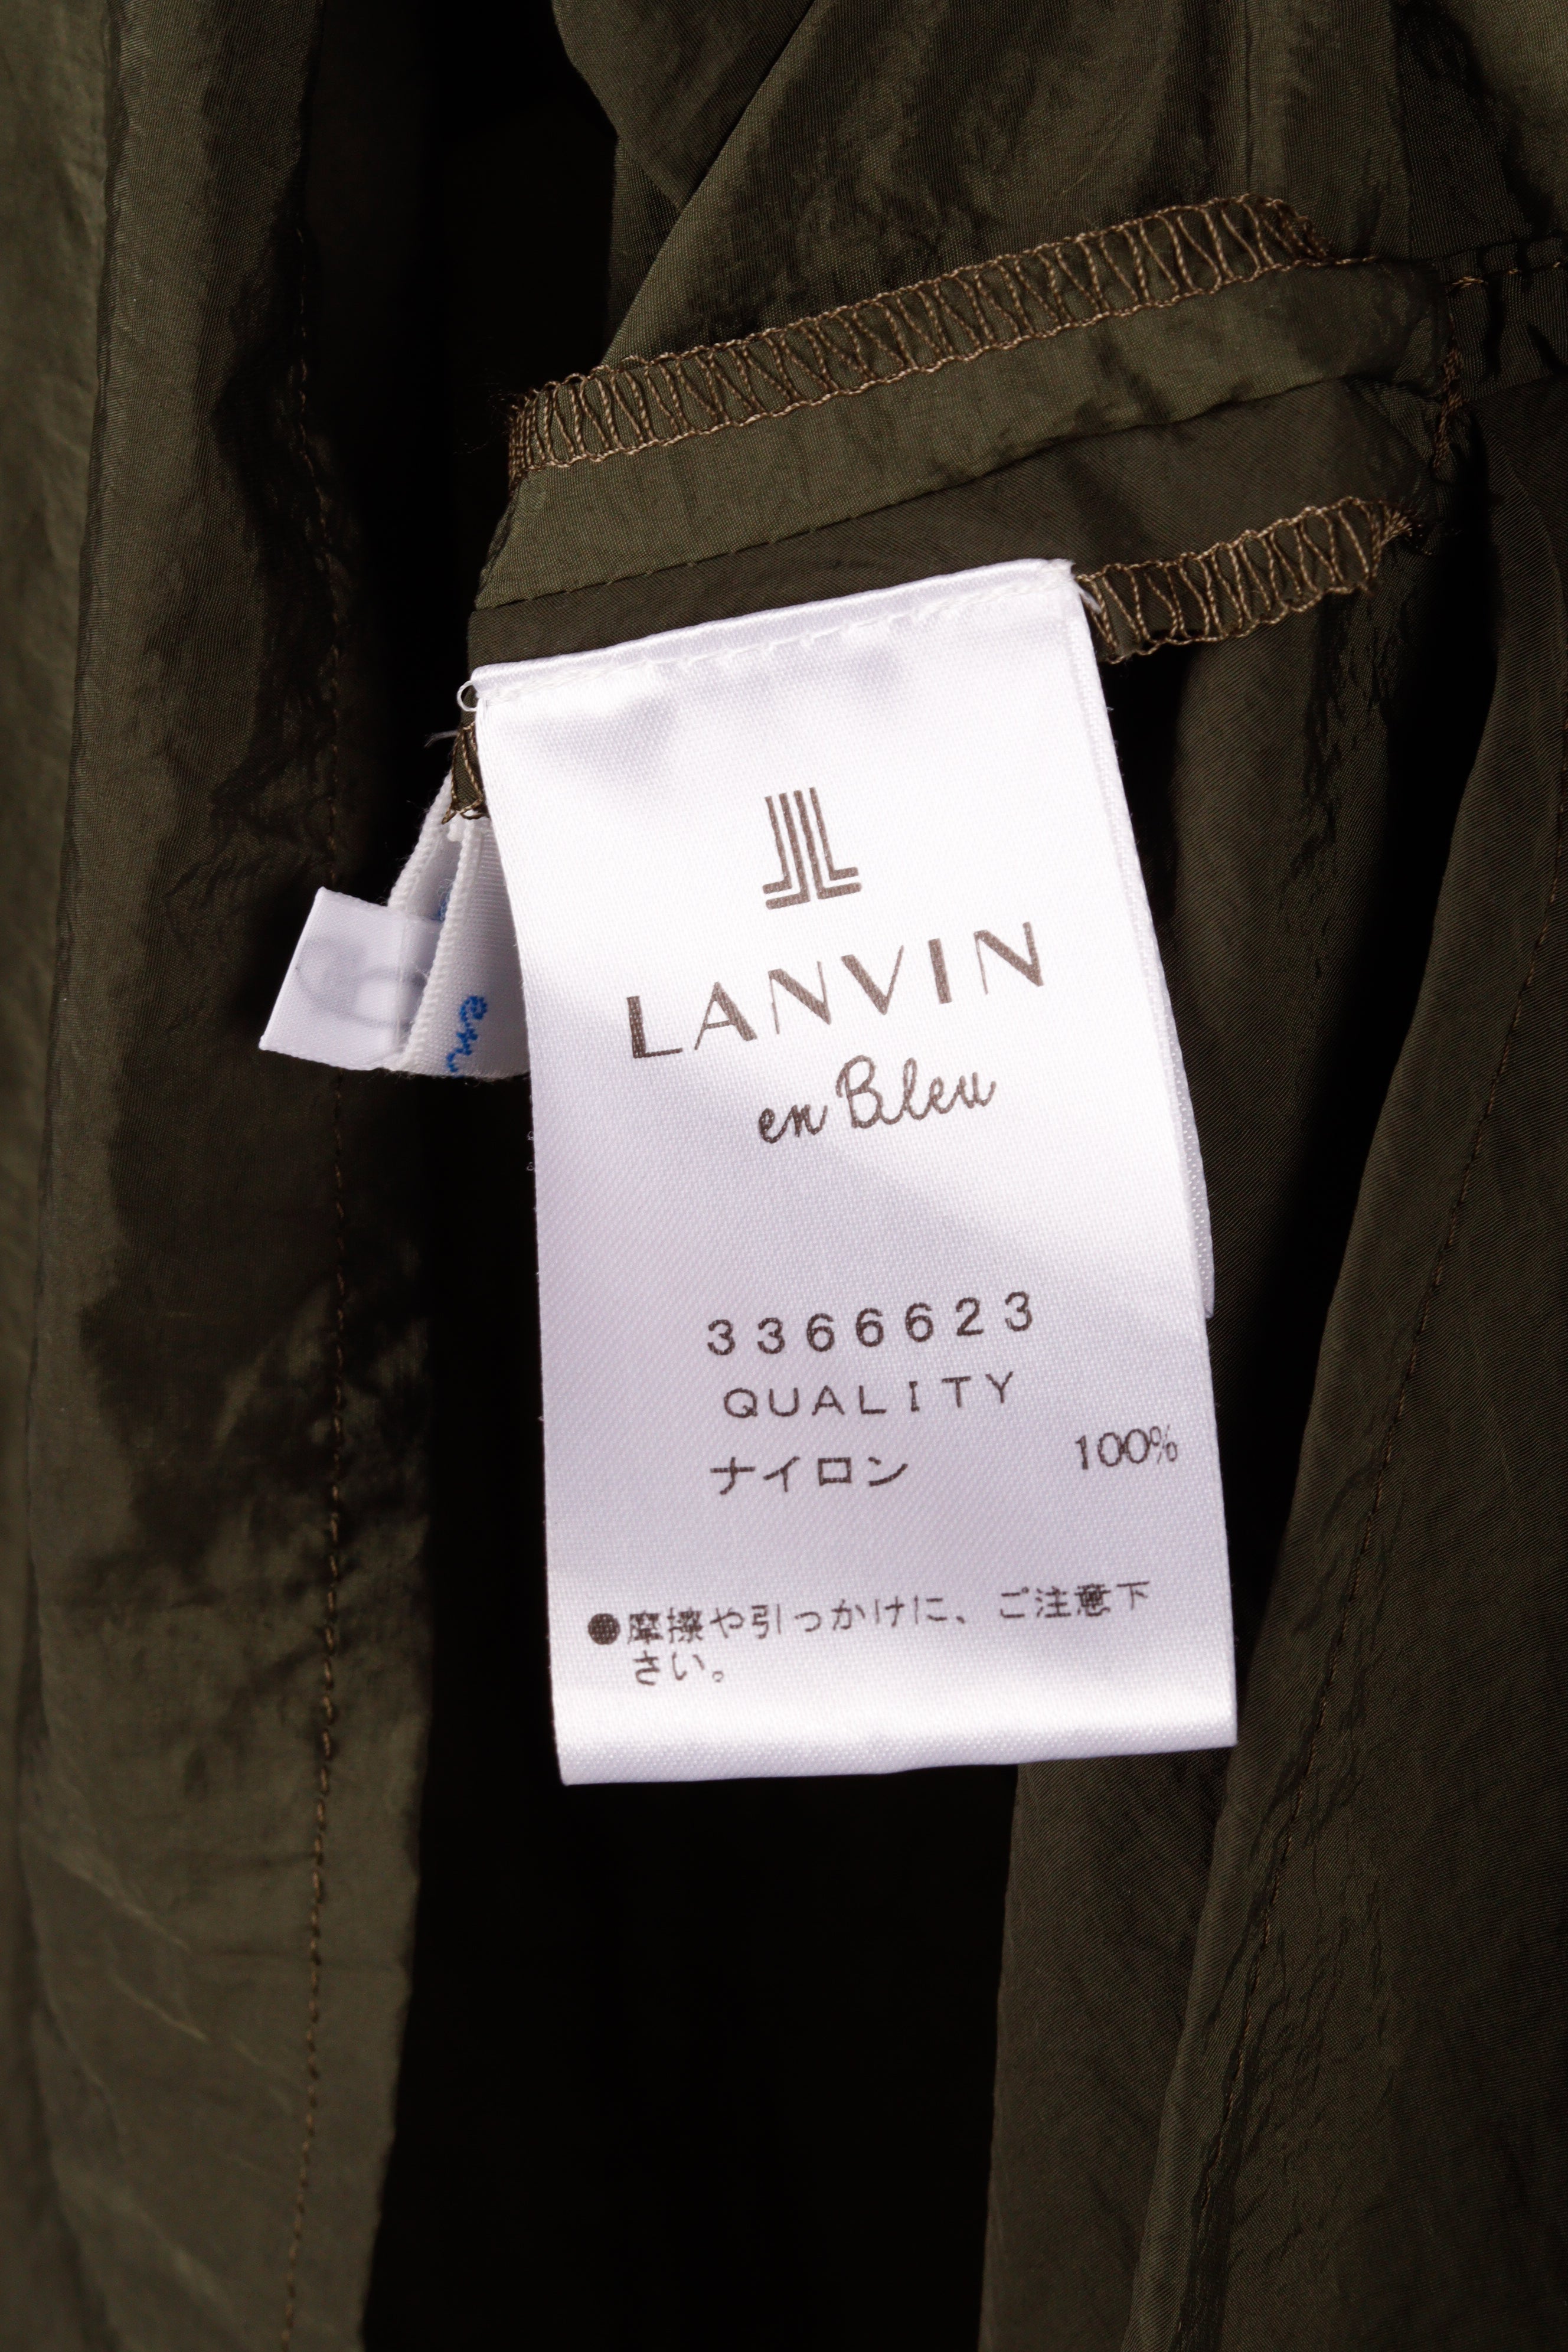 LANVIN
en Bleu
3366623
QUALITY
ナイロン 100%
●摩擦や引っかけに、ご注意下
さい。
en